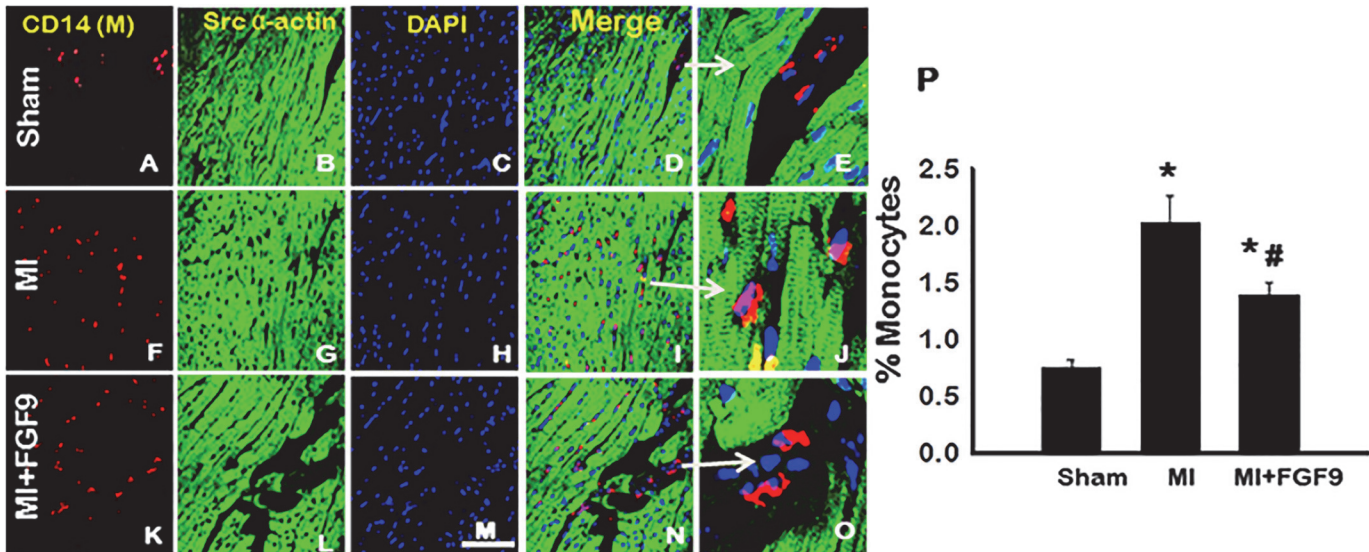 CD14 (M) Src α-actin DAPI Merge
Sham
A B C D E
MI
F G H I J
MI+FGF9
K L M N O
P
% Monocytes
2.5
2.0
1.5
1.0
0.5
0.0
*
* #
Sham MI MI+FGF9